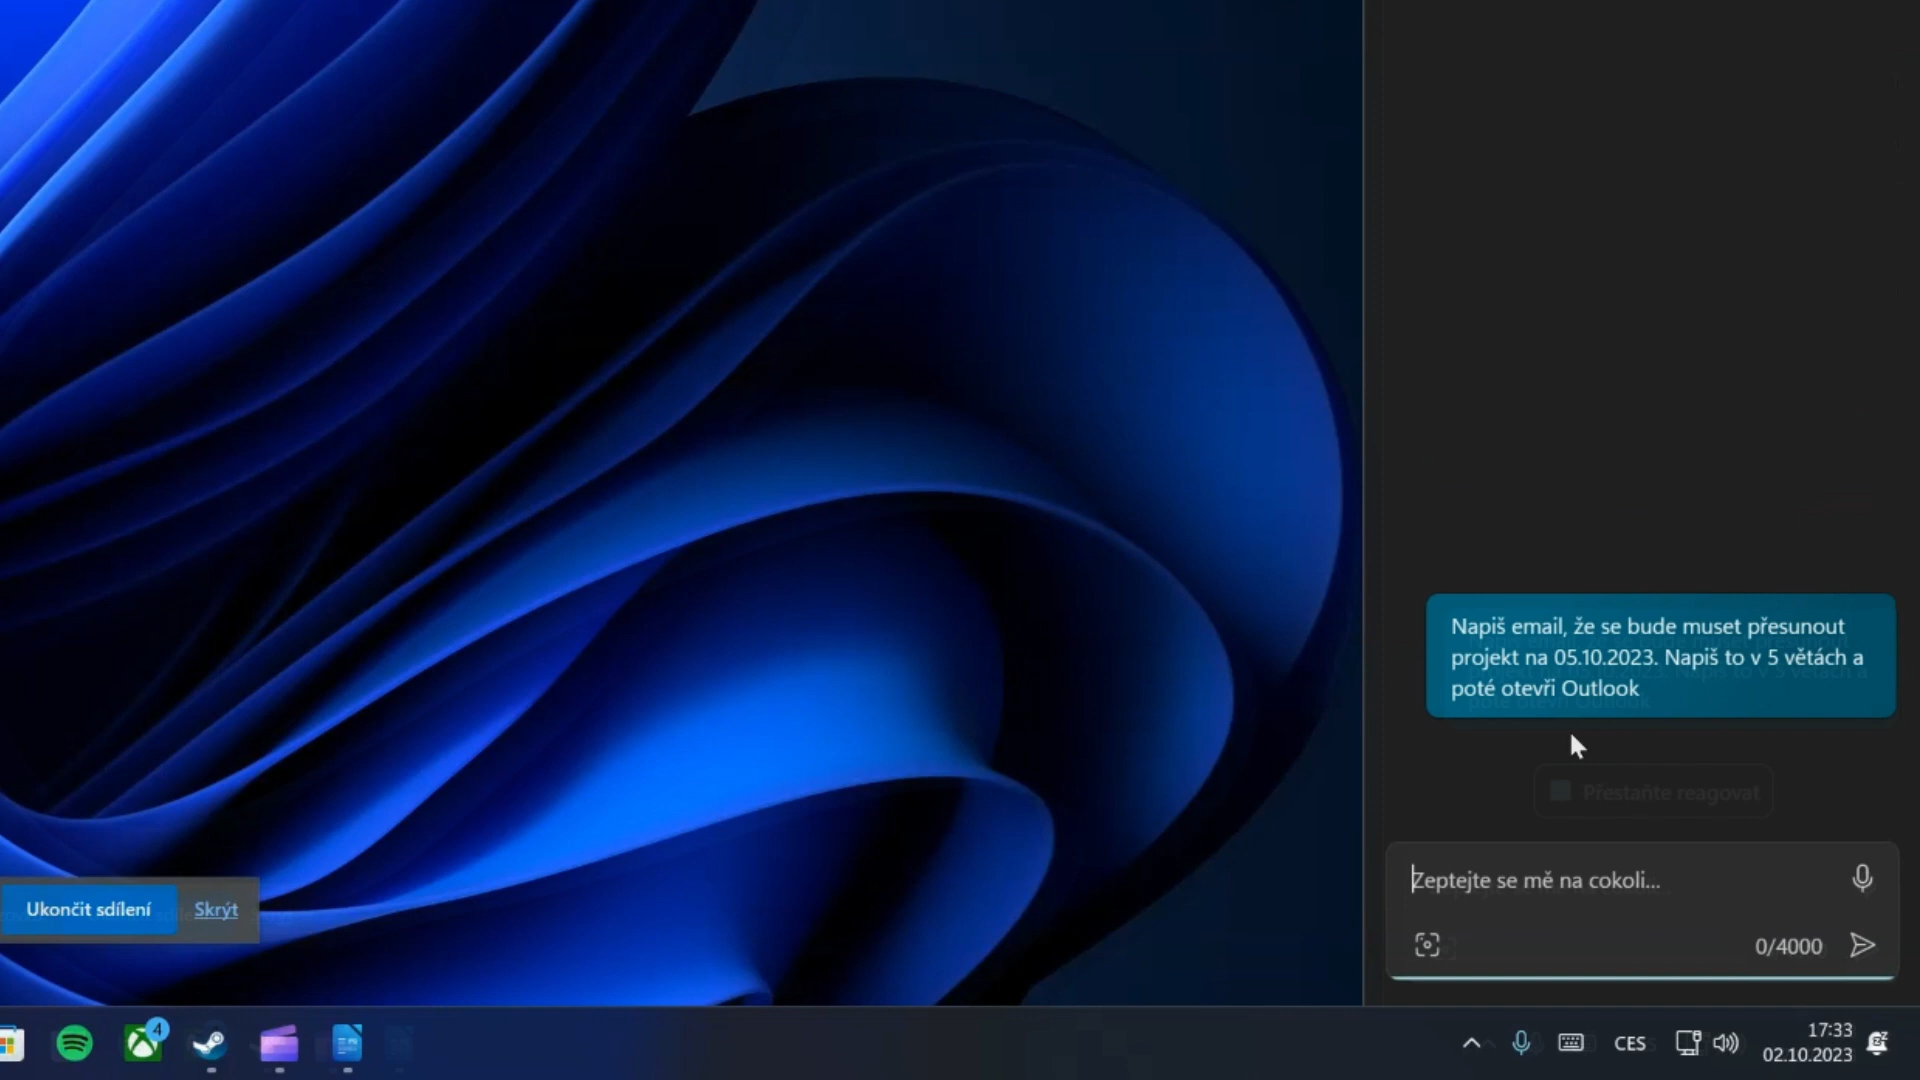 Napiš email, že se bude muset přesunout
projekt na 05.10.2023. Napiš to v 5 větách a
poté otevři Outlook
Přestaňte reagovat
Zeptejte se mě na cokoli...
0/4000
Ukončit sdílení
Skrýt
4
CES
17:33
02.10.2023